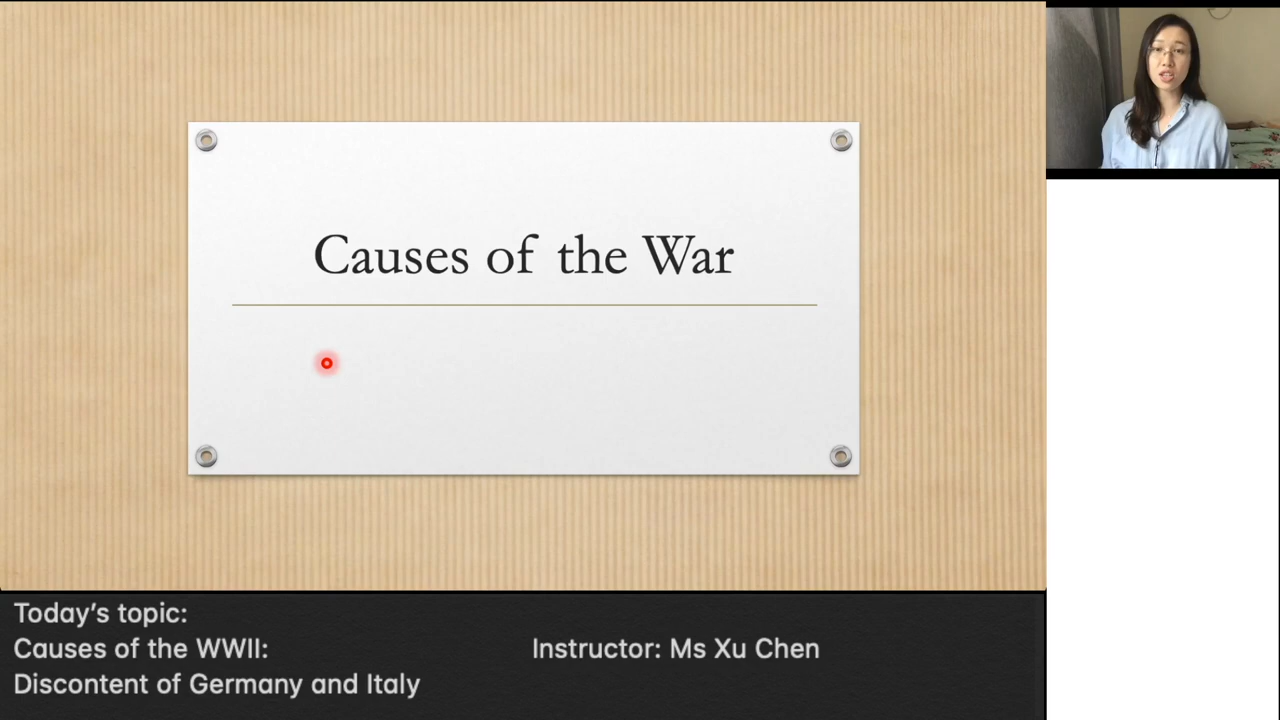 Causes of the War
Today's topic:
Causes of the WWII:
Discontent of Germany and Italy
Instructor: Ms Xu Chen